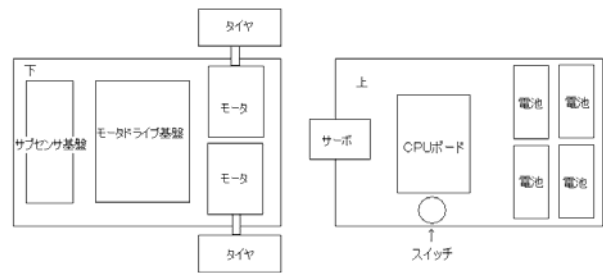 タイヤ
下
モータ
サブセンサ基盤
モータドライブ基盤
モータ
タイヤ
上
電池
電池
サーボ
CPUボード
電池
電池
↑
スイッチ